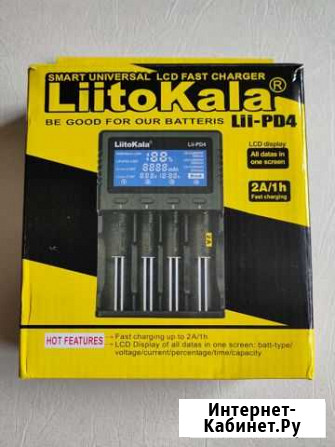 SMART UNIVERSAL LCD FAST CHARGER
LiitoKala®
BE GOOD FOR OUR BATTERIS Lii-PD4
LCD display
All datas in
one screen
2A/1h
Fast charging
LiitoKala Lii-PD4
HOT FEATURES
- Fast charging up to 2A/1h
- LCD Display of all datas in one screen: batt-type/
voltage/current/percentage/time/capacity.
Интернет-
Кабинет.Ру